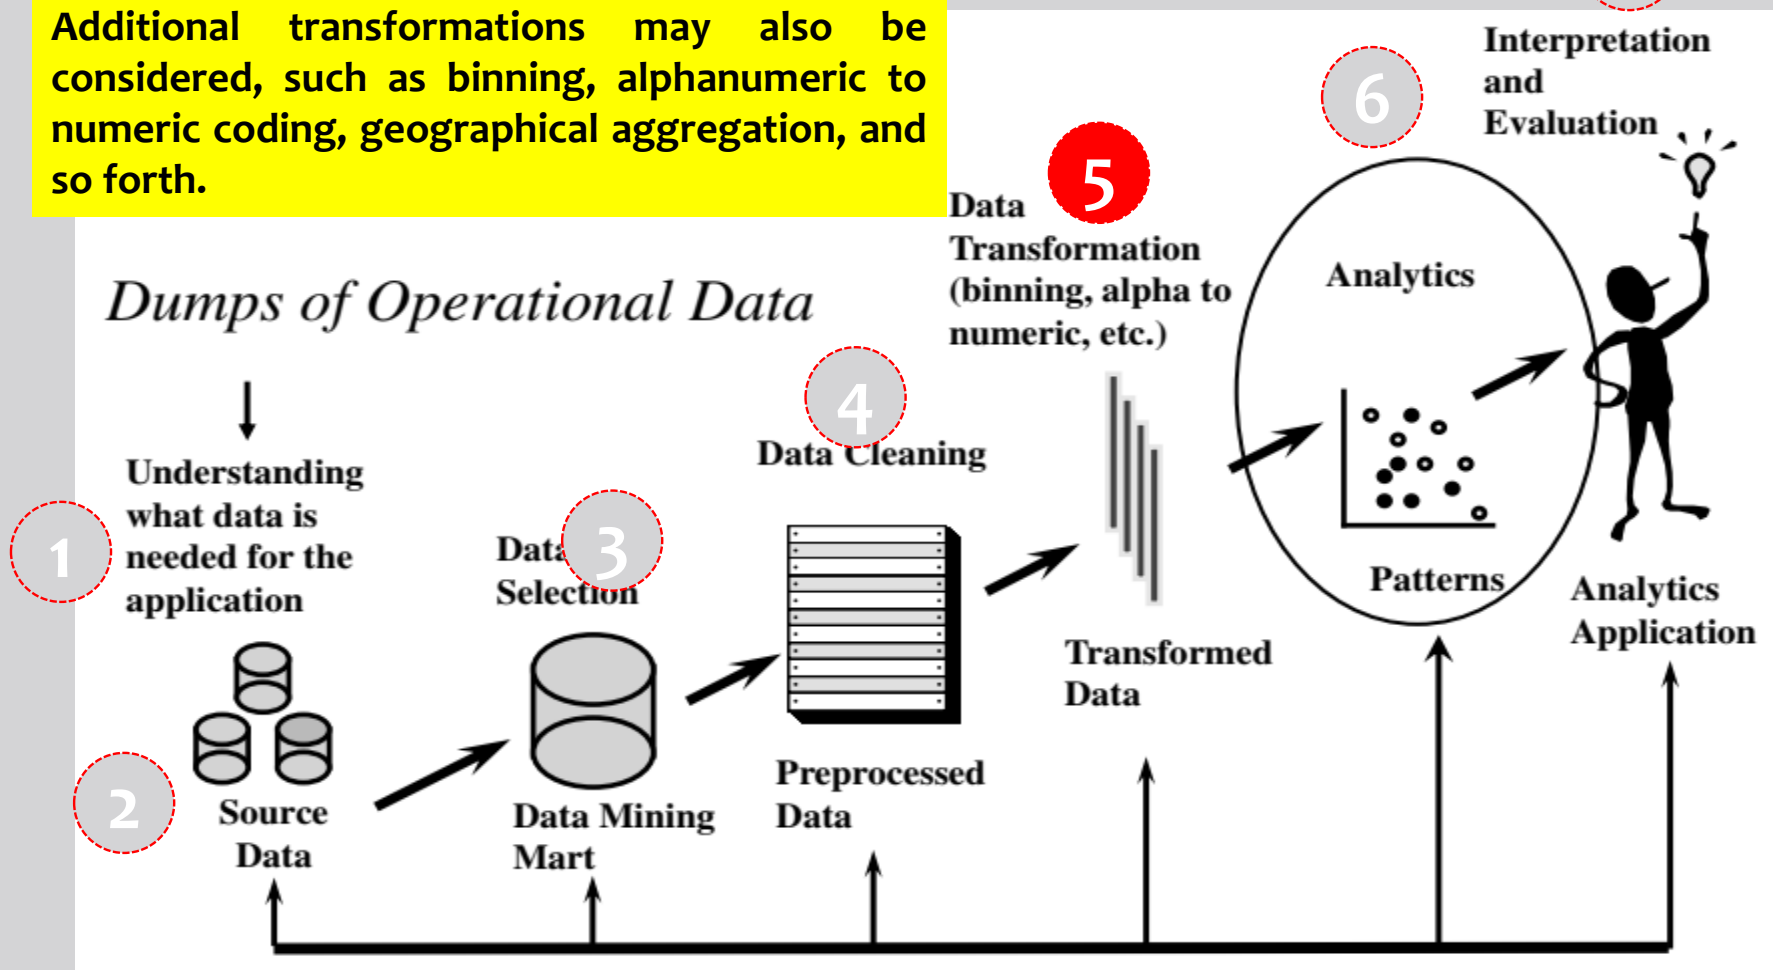 Additional transformations may also be
considered, such as binning, alphanumeric to
numeric coding, geographical aggregation, and
so forth.
Interpretation
and
Evaluation
6
5
Data
Transformation
(binning, alpha to
numeric, etc.)
Analytics
Dumps of Operational Data
4
Data Cleaning
Understanding
what data is
needed for the
application
1
3
Data
Selection
Patterns
Analytics
Application
Transformed
Data
2
Source
Data
Data Mining
Mart
Preprocessed
Data